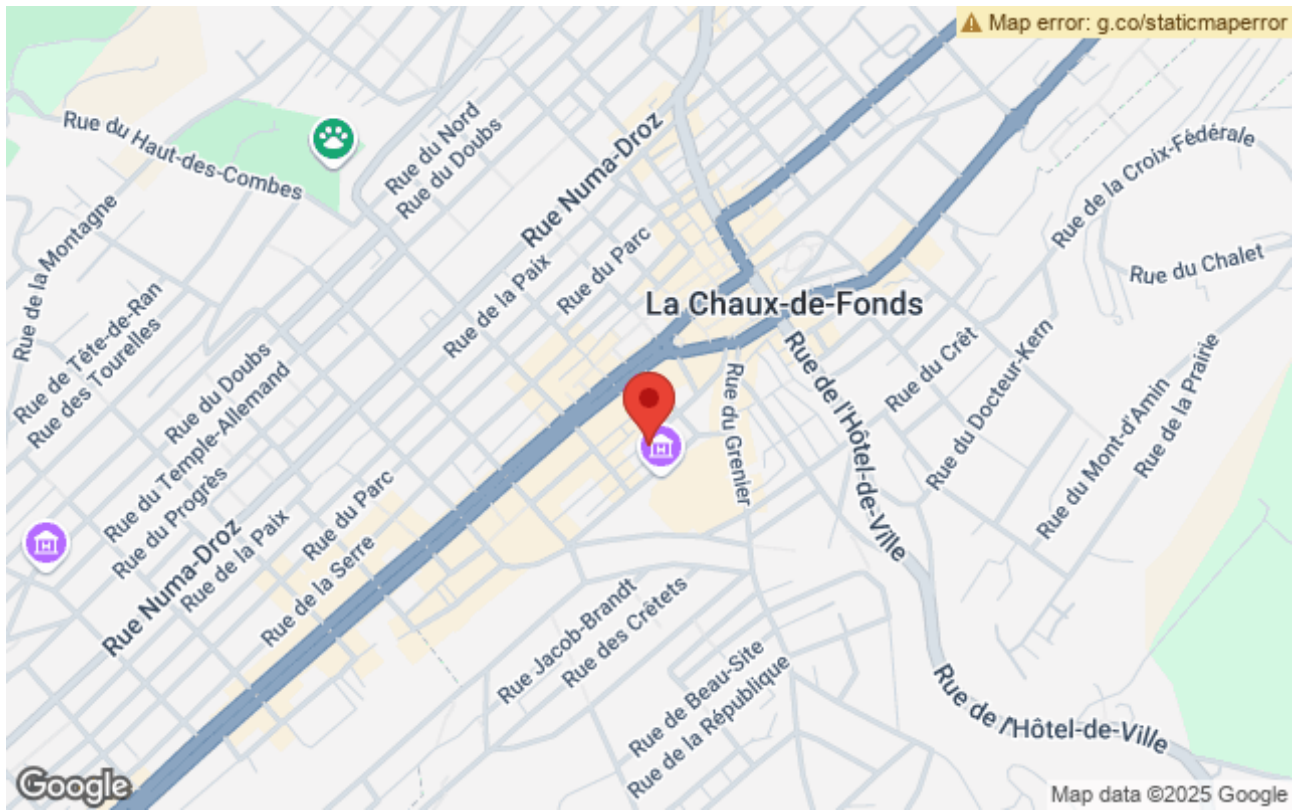 Map error: g.co/staticmaperror
Rue du Haut-des-Combes
Rue du Nord
Rue du Doubs
Rue Numa-Droz
Rue de la Croix-Fédérale
Rue de la Montagne
Rue du Parc
Rue de la Paix
Rue du Chalet
La Chaux-de-Fonds
Rue de Tête-de-Ran
Rue des Tourelles
Rue du Doubs
Rue du Temple-Allemand
Rue du Progrès
Rue Numa-Droz
Rue de la Paix
Rue du Parc
Rue de la Serre
Rue du Grenier
Rue de l'Hôtel-de-Ville
Rue du Crêt
Rue du Docteur-Kern
Rue du Mont-d'Amin
Rue de la Prairie
Rue Jacob-Brandt
Rue des Crêtets
Rue de Beau-Site
Rue de la République
Rue de l'Hôtel-de-Ville
H
H
Google
Map data ©2025 Google